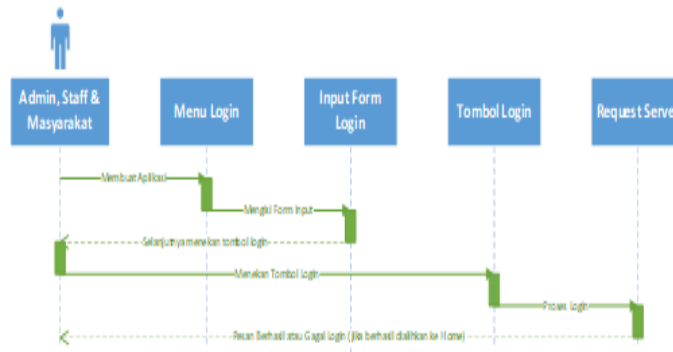 Admin, Staff &
Masyarakat
Menu Login
Input Form
Login
Tombol Login
Request Serve
Membuat Aplikasi
Mengisi Form Input
Selanjutnya menekan tombol login
Menekan Tombol Login
Proses Login
Pesan Berhasil atau Gagal Login (jika berhasil dialihkan ke Home)